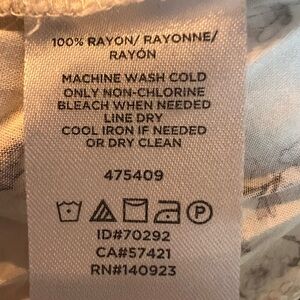 100% RAYON/ RAYONNE/
RAYÓN
MACHINE WASH COLD
ONLY NON-CHLORINE
BLEACH WHEN NEEDED
LINE DRY
COOL IRON IF NEEDED
OR DRY CLEAN
475409
P
ID#70292
CA#57421
RN#140923